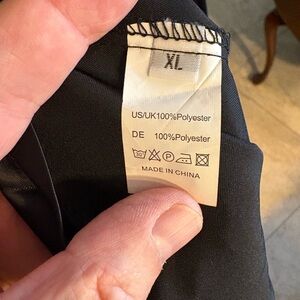 XL
US/UK100%Polyester
DE 100%Polyester
P
MADE IN CHINA